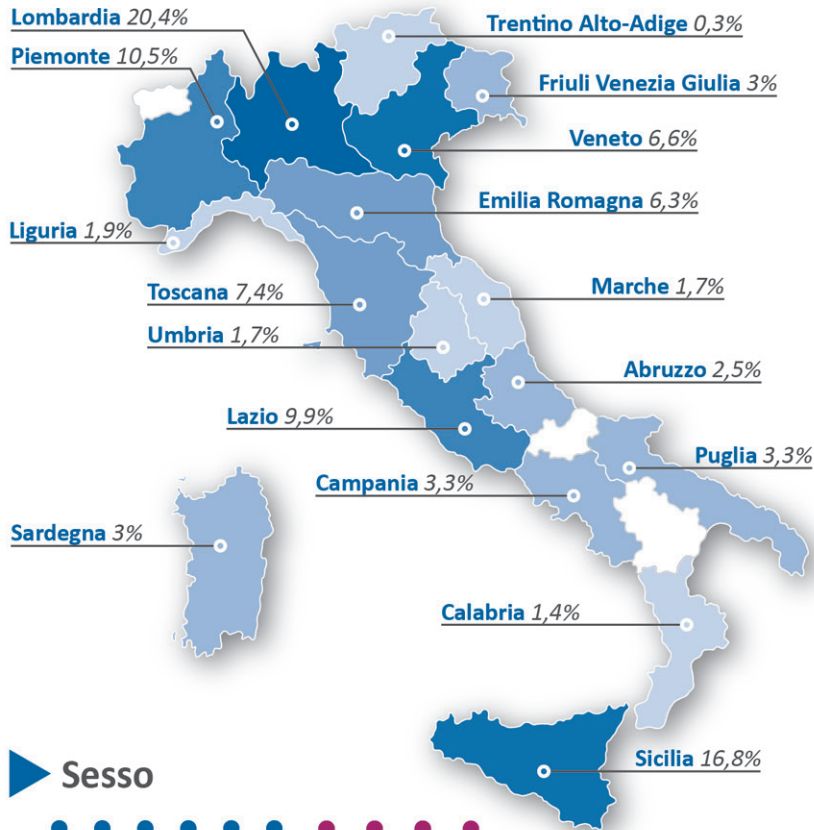 Lombardia 20,4%
Trentino Alto-Adige 0,3%
Piemonte 10,5%
Friuli Venezia Giulia 3%
Veneto 6,6%
Emilia Romagna 6,3%
Liguria 1,9%
Toscana 7,4%
Marche 1,7%
Umbria 1,7%
Abruzzo 2,5%
Lazio 9,9%
Puglia 3,3%
Campania 3,3%
Sardegna 3%
Calabria 1,4%
Sicilia 16,8%
Sesso